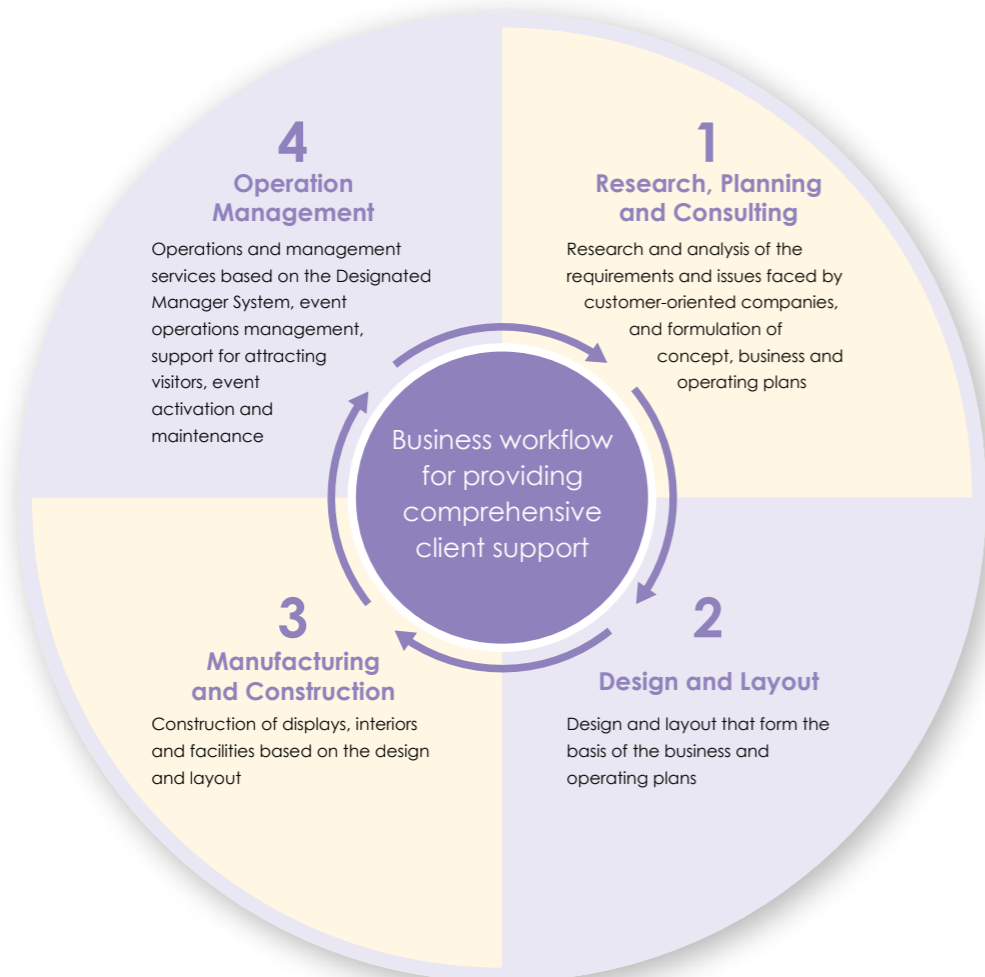 1
Research, Planning
and Consulting
Research and analysis of the
requirements and issues faced by
customer-oriented companies,
and formulation of
concept, business and
operating plans
2
Design and Layout
Design and layout that form the
basis of the business and
operating plans
3
Manufacturing
and Construction
Construction of displays, interiors
and facilities based on the design
and layout
4
Operation
Management
Operations and management
services based on the Designated
Manager System, event
operations management,
support for attracting
visitors, event
activation and
maintenance
Business workflow
for providing
comprehensive
client support